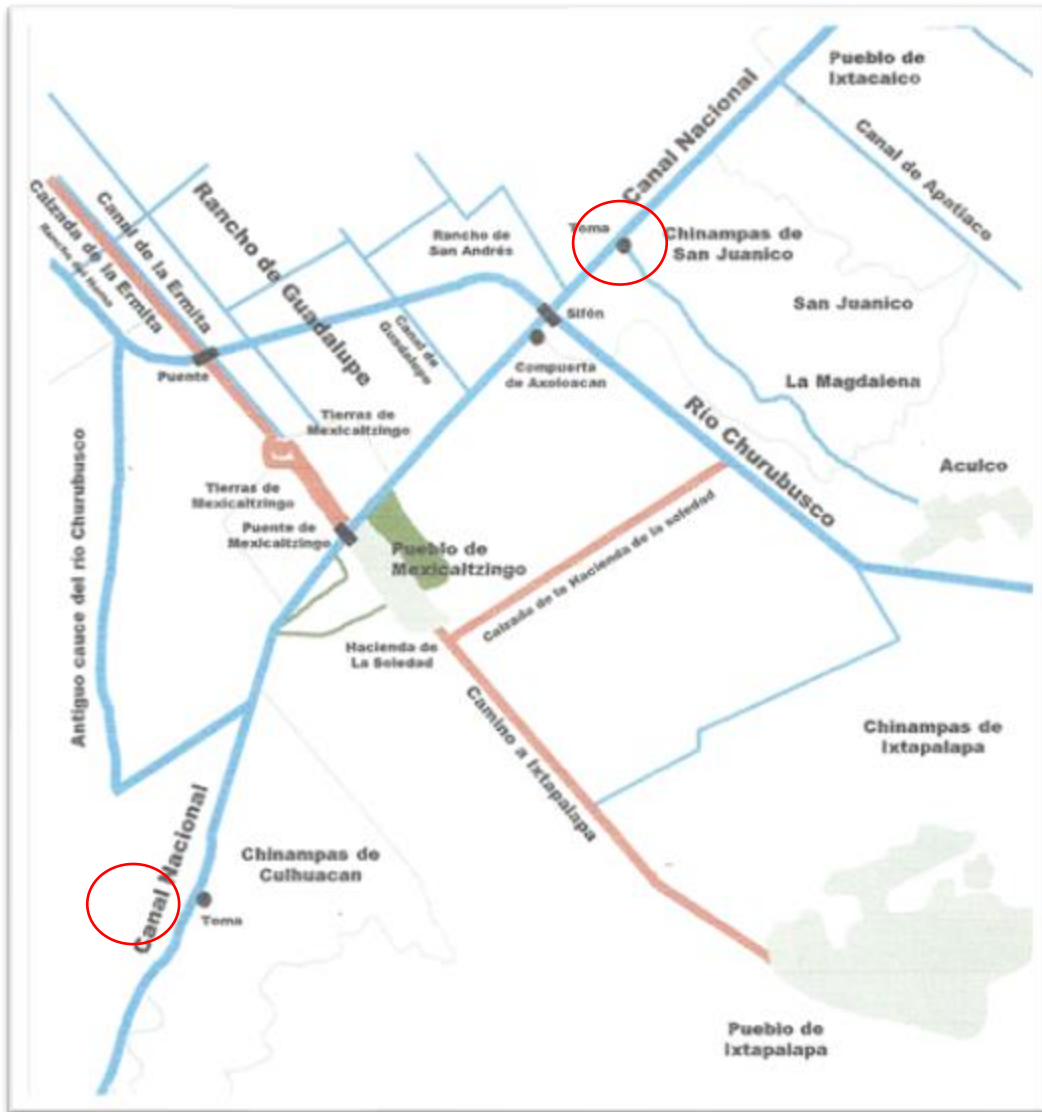 Pueblo de
Ixtacalco
Canal Nacional
Canal de Apatlaco
Toma
Chinampas de
San Juanico
Rancho de
San Andrés
San Juanico
Rancho de Guadalupe
Canal de la Ermita
Calzada de la Ermita
Canal de
Guadalupe
Sifón
Puente
Compuerta
de Axoloacan
La Magdalena
Río Churubusco
Tierras de
Mexicaltzingo
Aculco
Tierras de
Mexicaltzingo
Puente de
Mexicaltzingo
Pueblo de
Mexicaltzingo
Calzada de la Hacienda de la soledad
Antiguo cauce del río Churubusco
Hacienda de
La Soledad
Camino a Ixtapalapa
Chinampas de
Ixtapalapa
Canal Nacional
Chinampas de
Culhuacan
Toma
Pueblo de
Ixtapalapa